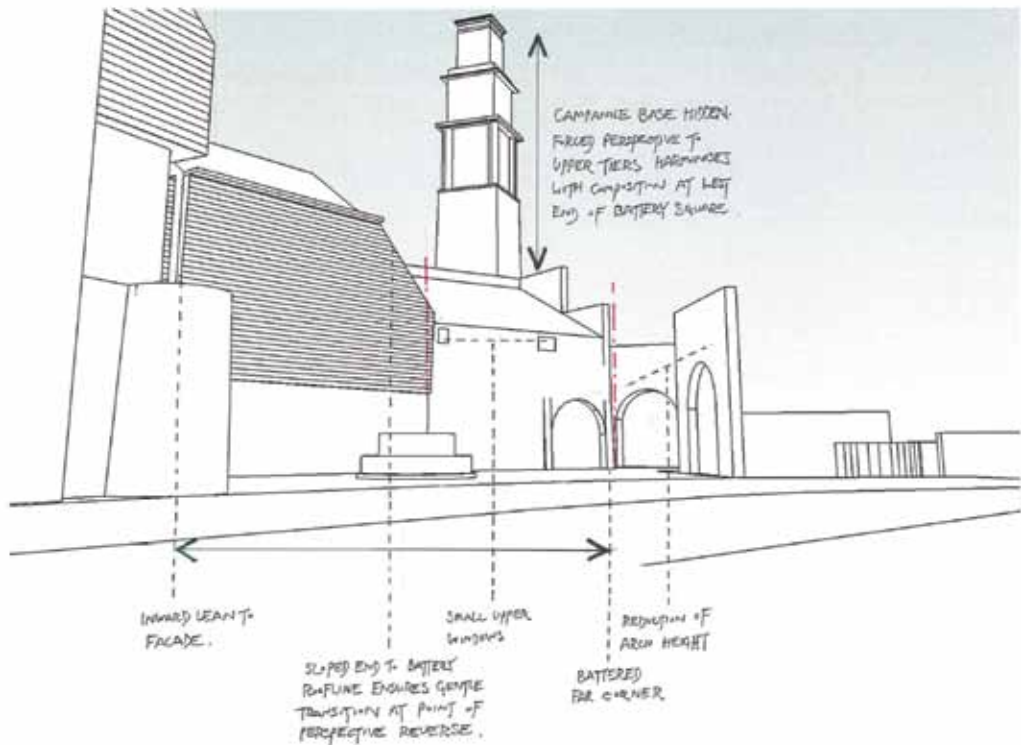 CAMPANILE BASE HIDDEN.
FORCED PERSPECTIVE TO
UPPER TIERS HARMONISES
WITH COMPOSITION AT WEST
END OF BATTERY SQUARE.
INWARD LEAN TO
FACADE.
SLOPED END TO BATTERY
ROOFLINE ENSURES GENTLE
TRANSITION AT POINT OF
PERSPECTIVE REVERSE.
SMALL UPPER
WINDOWS
BATTERED
FAR CORNER
REDUCTION OF
ARCH HEIGHT